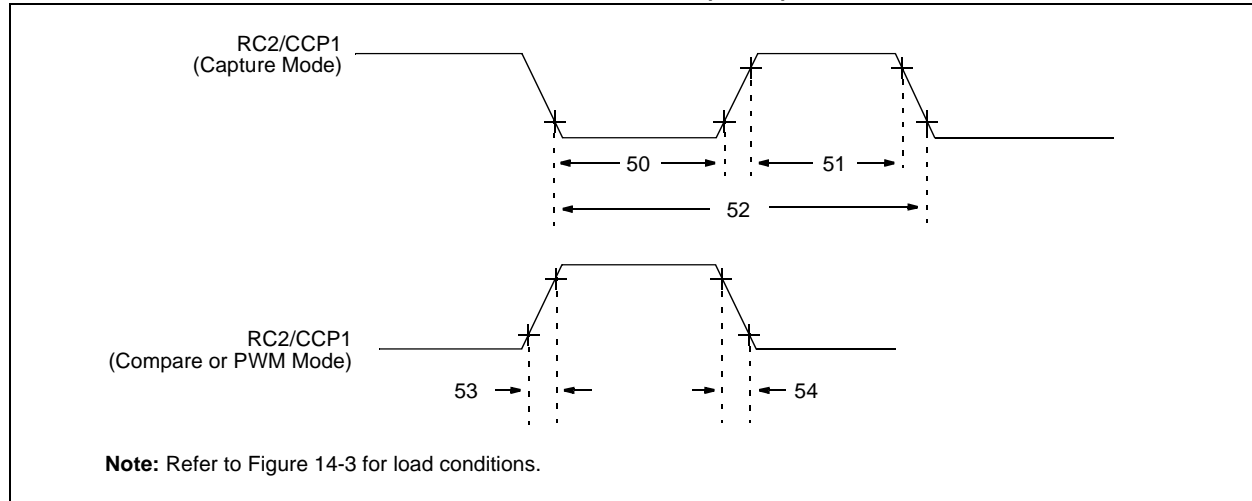 RC2/CCP1
(Capture Mode)
50
51
52
RC2/CCP1
(Compare or PWM Mode)
53
54
Note: Refer to Figure 14-3 for load conditions.